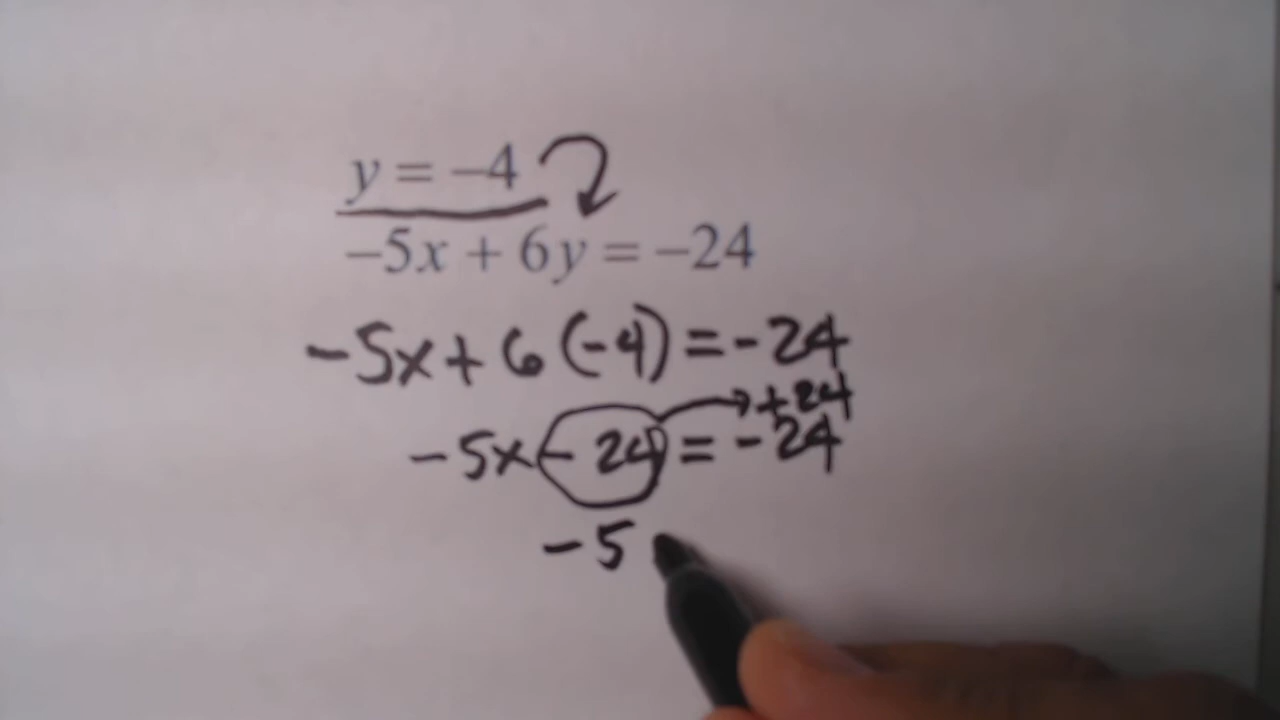 y = −4
−5x + 6y = −24
-5x + 6(-4) = -24
+24
-5x - 24 = -24
-5